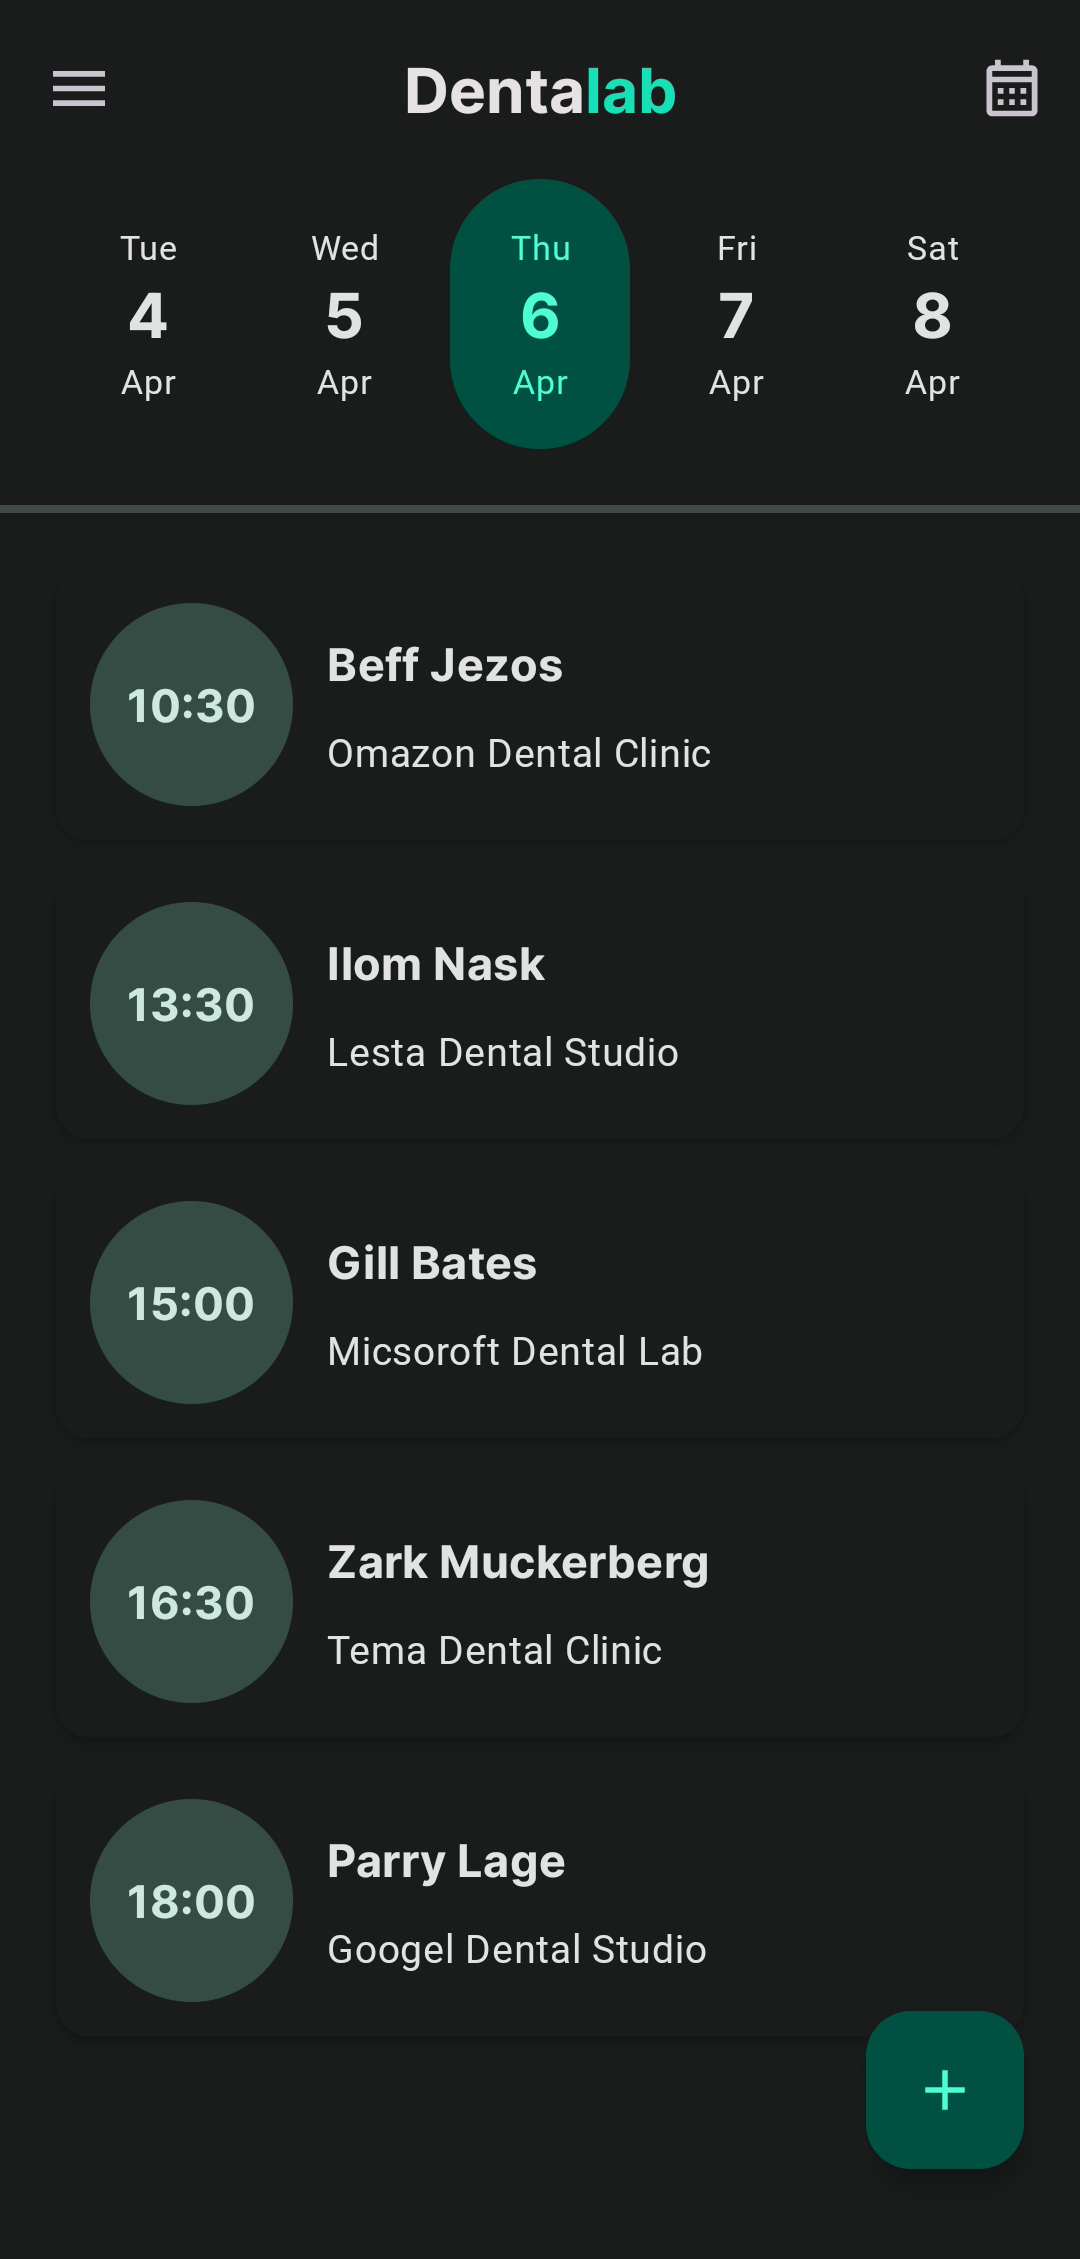 Dentalab
Tue Wed Thu Fri Sat
4 5 6 7 8
Apr Apr Apr Apr Apr
10:30
Beff Jezos
Omazon Dental Clinic
13:30
Ilom Nask
Lesta Dental Studio
15:00
Gill Bates
Micsoroft Dental Lab
16:30
Zark Muckerberg
Tema Dental Clinic
18:00
Parry Lage
Googel Dental Studio